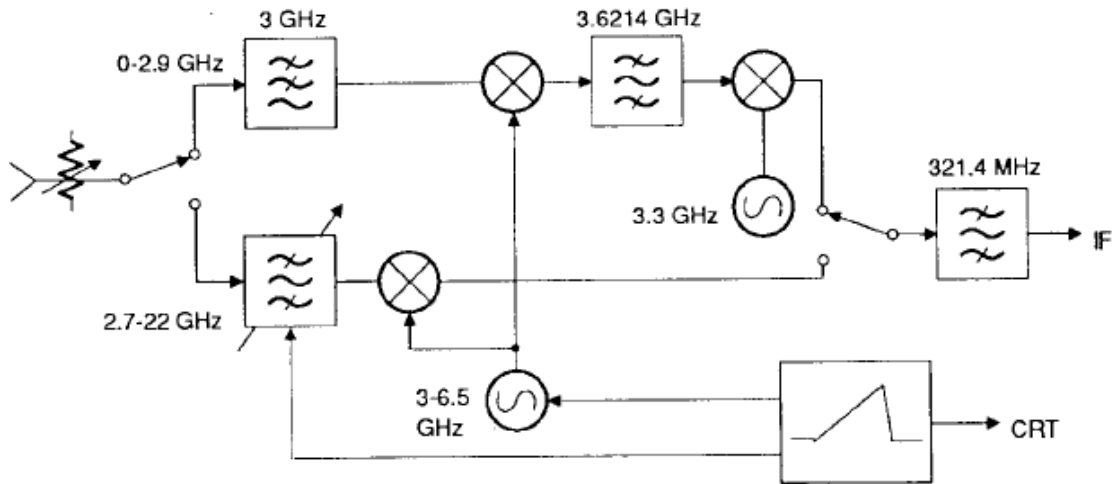 3 GHz
3.6214 GHz
0-2.9 GHz
321.4 MHz
3.3 GHz
IF
2.7-22 GHz
3-6.5
GHz
CRT